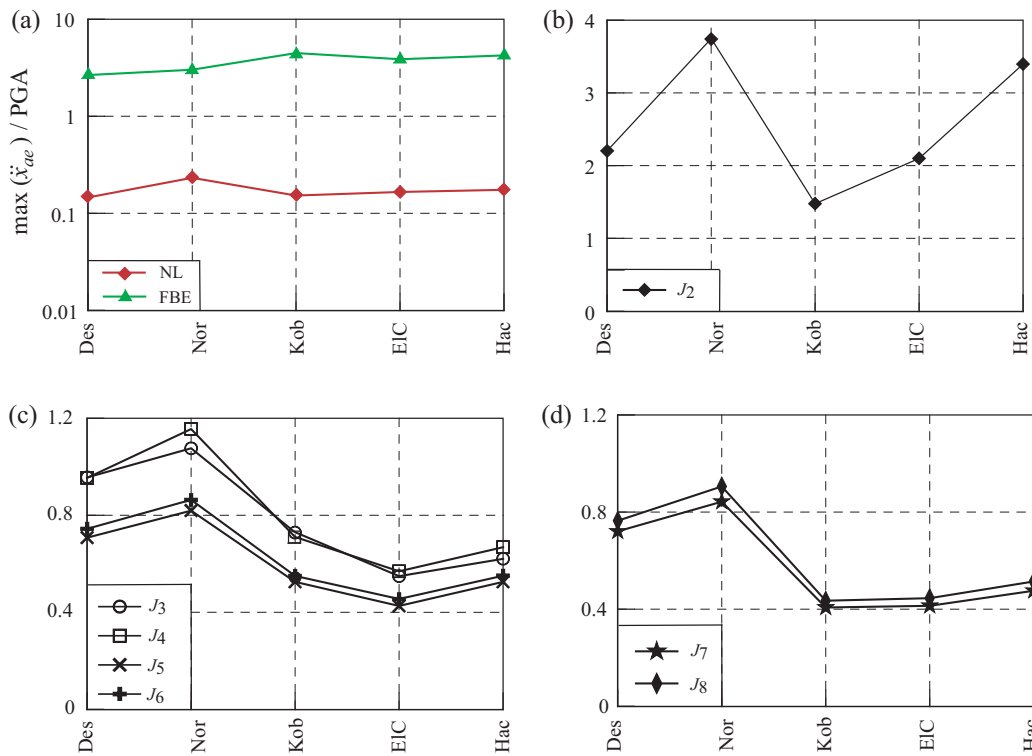 (a)
10
1
0.1
0.01
max (ẍae) / PGA
NL
FBE
Des
Nor
Kob
ElC
Hac
(b)
4
3
2
1
0
J2
Des
Nor
Kob
ElC
Hac
(c)
1.2
0.8
0.4
0
J3
J4
J5
J6
Des
Nor
Kob
ElC
Hac
(d)
1.2
0.8
0.4
0
J7
J8
Des
Nor
Kob
ElC
Hac